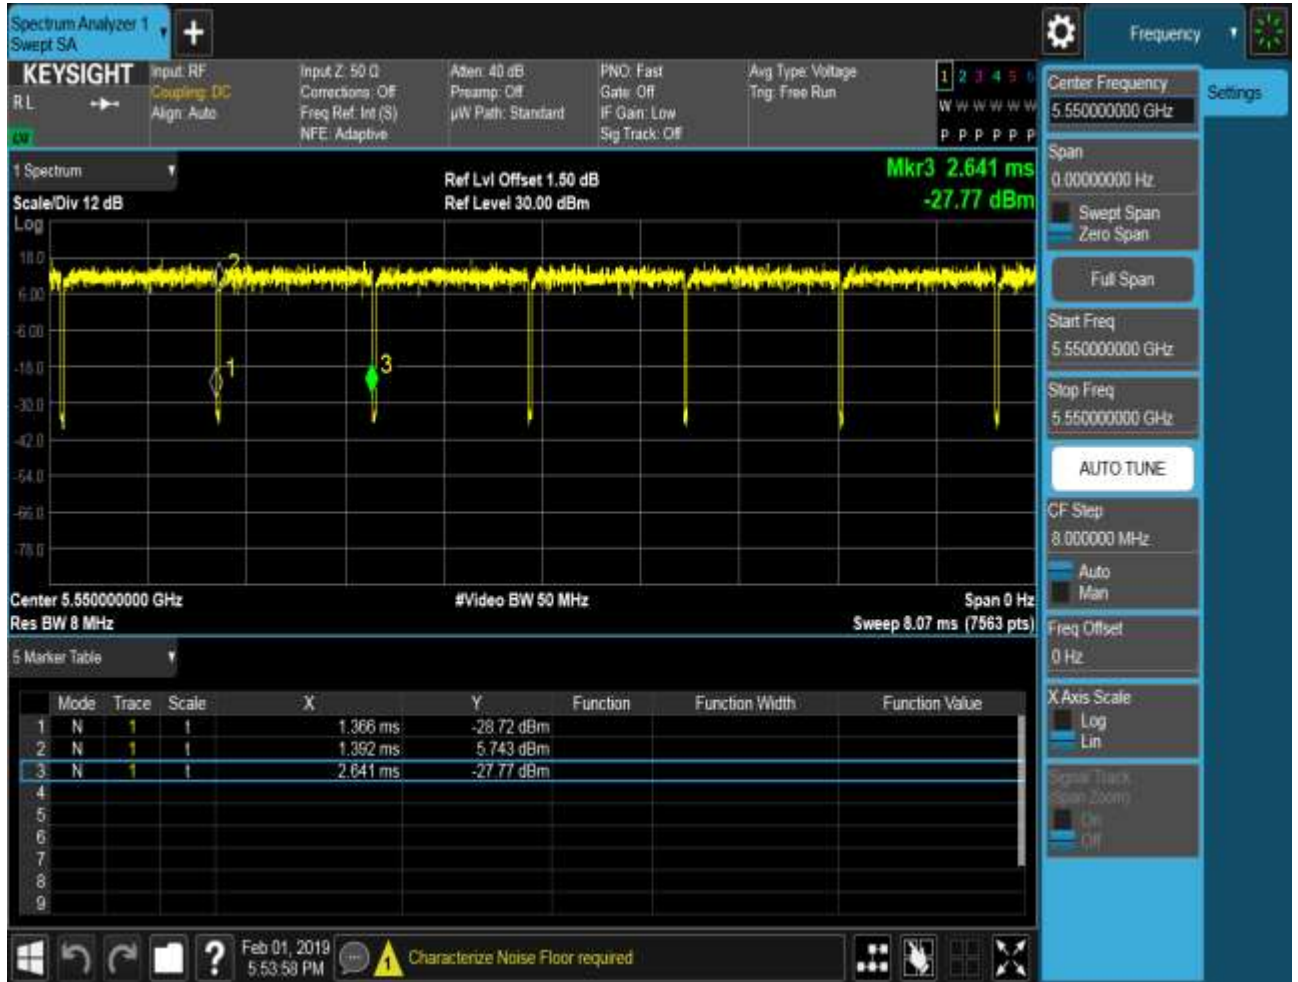 Spectrum Analyzer 1
Swept SA
+
Frequency
KEYSIGHT
RL
Input: RF
Coupling: DC
Align: Auto
Input Z: 50 Ω
Corrections: Off
Freq Ref: Int (S)
NFE: Adaptive
Atten: 40 dB
Preamp: Off
µW Path: Standard
PNO: Fast
Gate: Off
IF Gain: Low
Sig Track: Off
Avg Type: Voltage
Trig: Free Run
1 2 3 4 5 6
W W W W W W
P P P P P P
1 Spectrum
Scale/Div 12 dB
Ref Lvl Offset 1.50 dB
Ref Level 30.00 dBm
Mkr3 2.641 ms
-27.77 dBm
Log
18.0
6.00
-6.00
-18.0
-30.0
-42.0
-54.0
-66.0
-78.0
2
1
3
Center 5.550000000 GHz
Res BW 8 MHz
#Video BW 50 MHz
Span 0 Hz
Sweep 8.07 ms (7563 pts)
5 Marker Table
Mode Trace Scale X Y Function Function Width Function Value
1 N 1 t 1.366 ms -28.72 dBm
2 N 1 t 1.392 ms 5.743 dBm
3 N 1 t 2.641 ms -27.77 dBm
4
5
6
7
8
9
Feb 01, 2019
5:53:58 PM
?
1
Characterize Noise Floor required
Center Frequency
5.550000000 GHz
Settings
Span
0.00000000 Hz
Swept Span
Zero Span
Full Span
Start Freq
5.550000000 GHz
Stop Freq
5.550000000 GHz
AUTO TUNE
CF Step
8.000000 MHz
Auto
Man
Freq Offset
0 Hz
X Axis Scale
Log
Lin
Signal Track
(Span Zoom)
On
Off